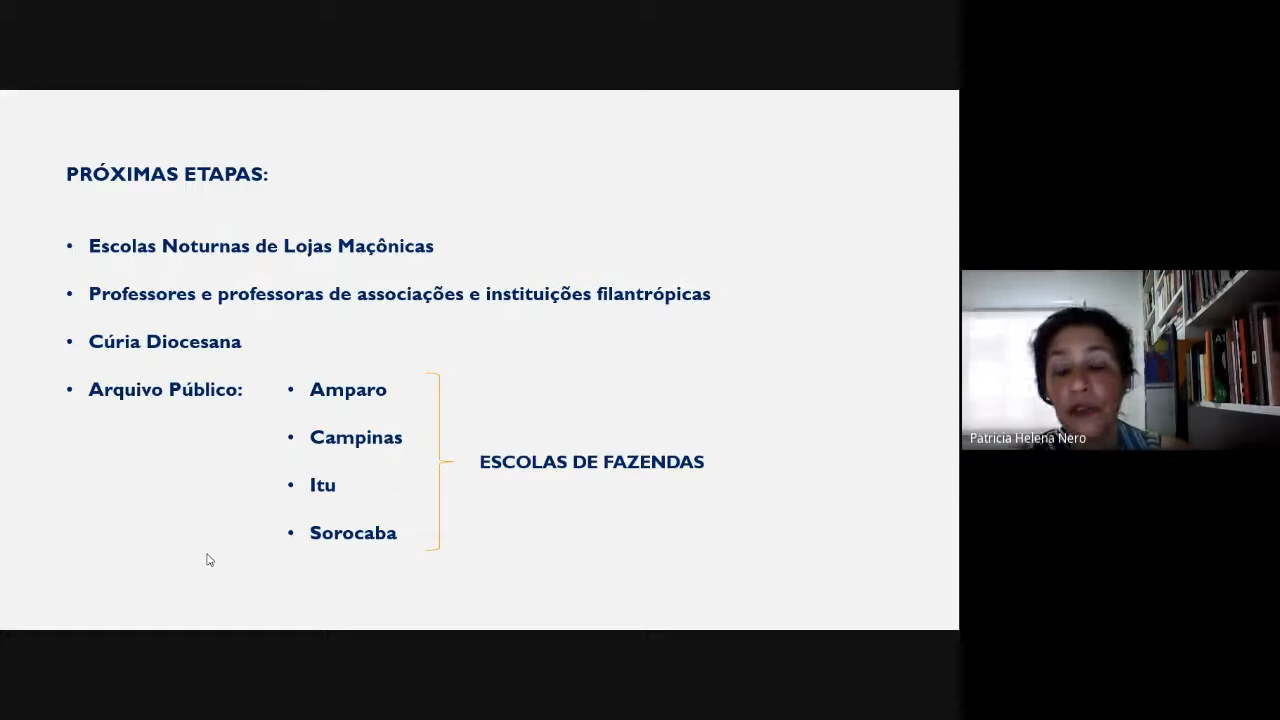 PRÓXIMAS ETAPAS:
• Escolas Noturnas de Lojas Maçônicas
• Professores e professoras de associações e instituições filantrópicas
• Cúria Diocesana
• Arquivo Público:
• Amparo
• Campinas
• Itu
• Sorocaba
ESCOLAS DE FAZENDAS
Patricia Helena Nero